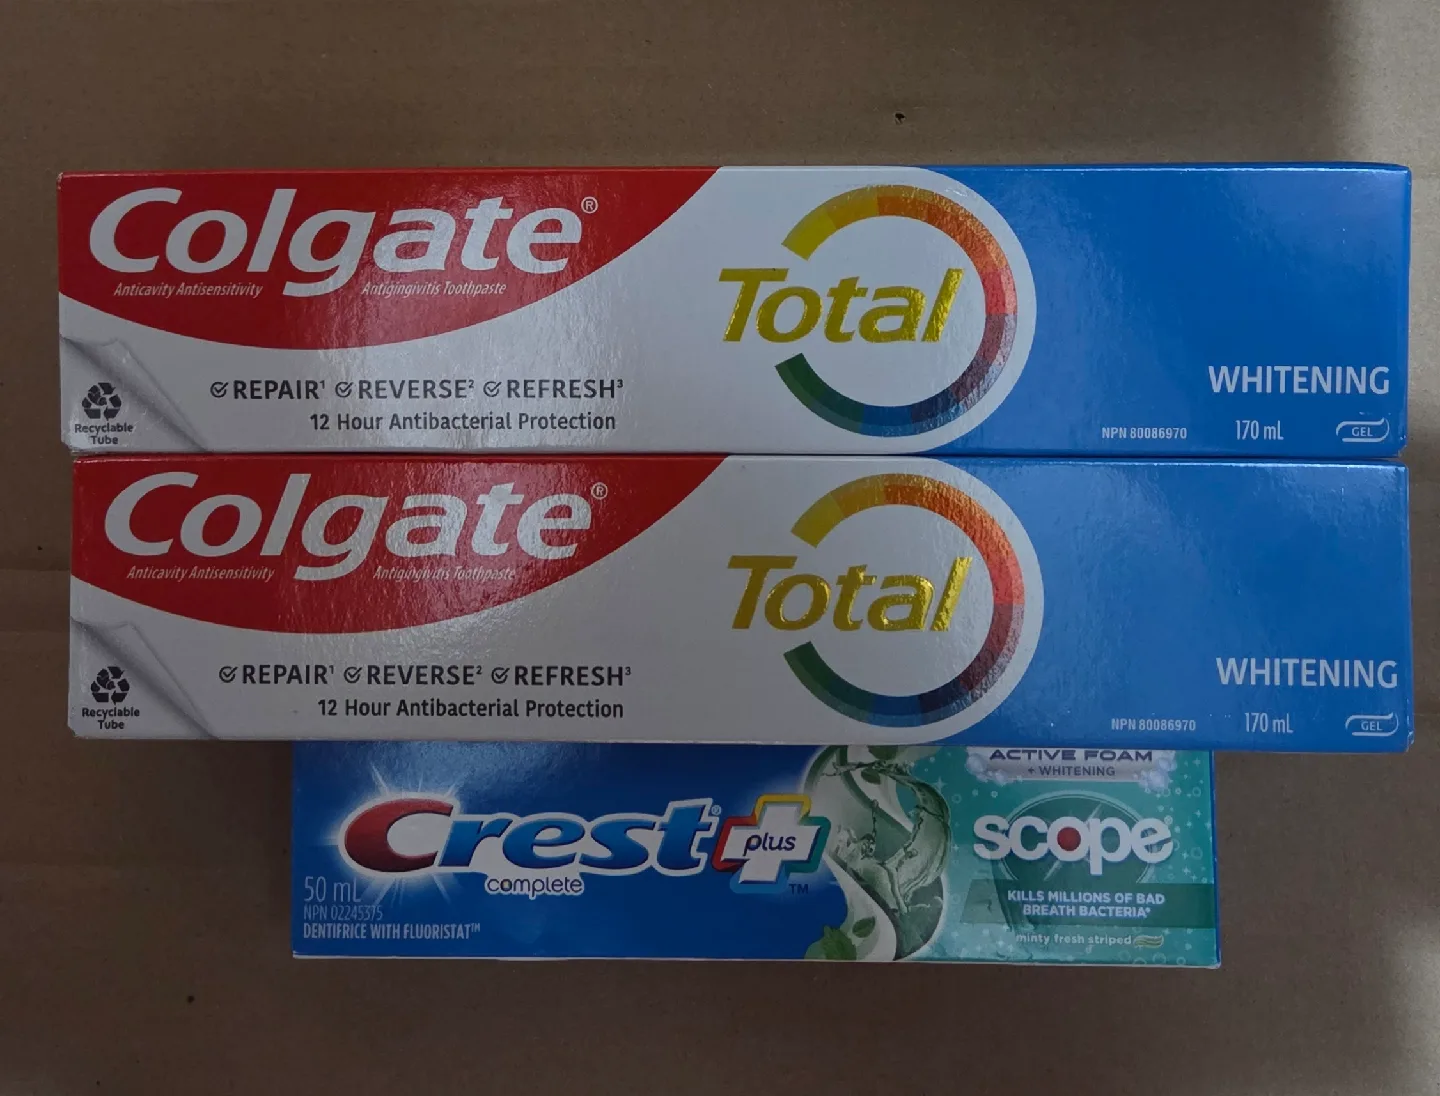 Colgate®
Anticavity Antisensitivity Antigingivitis Toothpaste
Total
REPAIR¹ REVERSE² REFRESH³
12 Hour Antibacterial Protection
Recyclable
Tube
WHITENING
NPN 80086970 170 mL GEL
Colgate®
Anticavity Antisensitivity Antigingivitis Toothpaste
Total
REPAIR¹ REVERSE² REFRESH³
12 Hour Antibacterial Protection
Recyclable
Tube
WHITENING
NPN 80086970 170 mL GEL
ACTIVE FOAM
+ WHITENING
Crest® plus™
complete
scope®
50 mL
NPN 02245375
DENTIFRICE WITH FLUORISTAT™
KILLS MILLIONS OF BAD
BREATH BACTERIA*
minty fresh striped